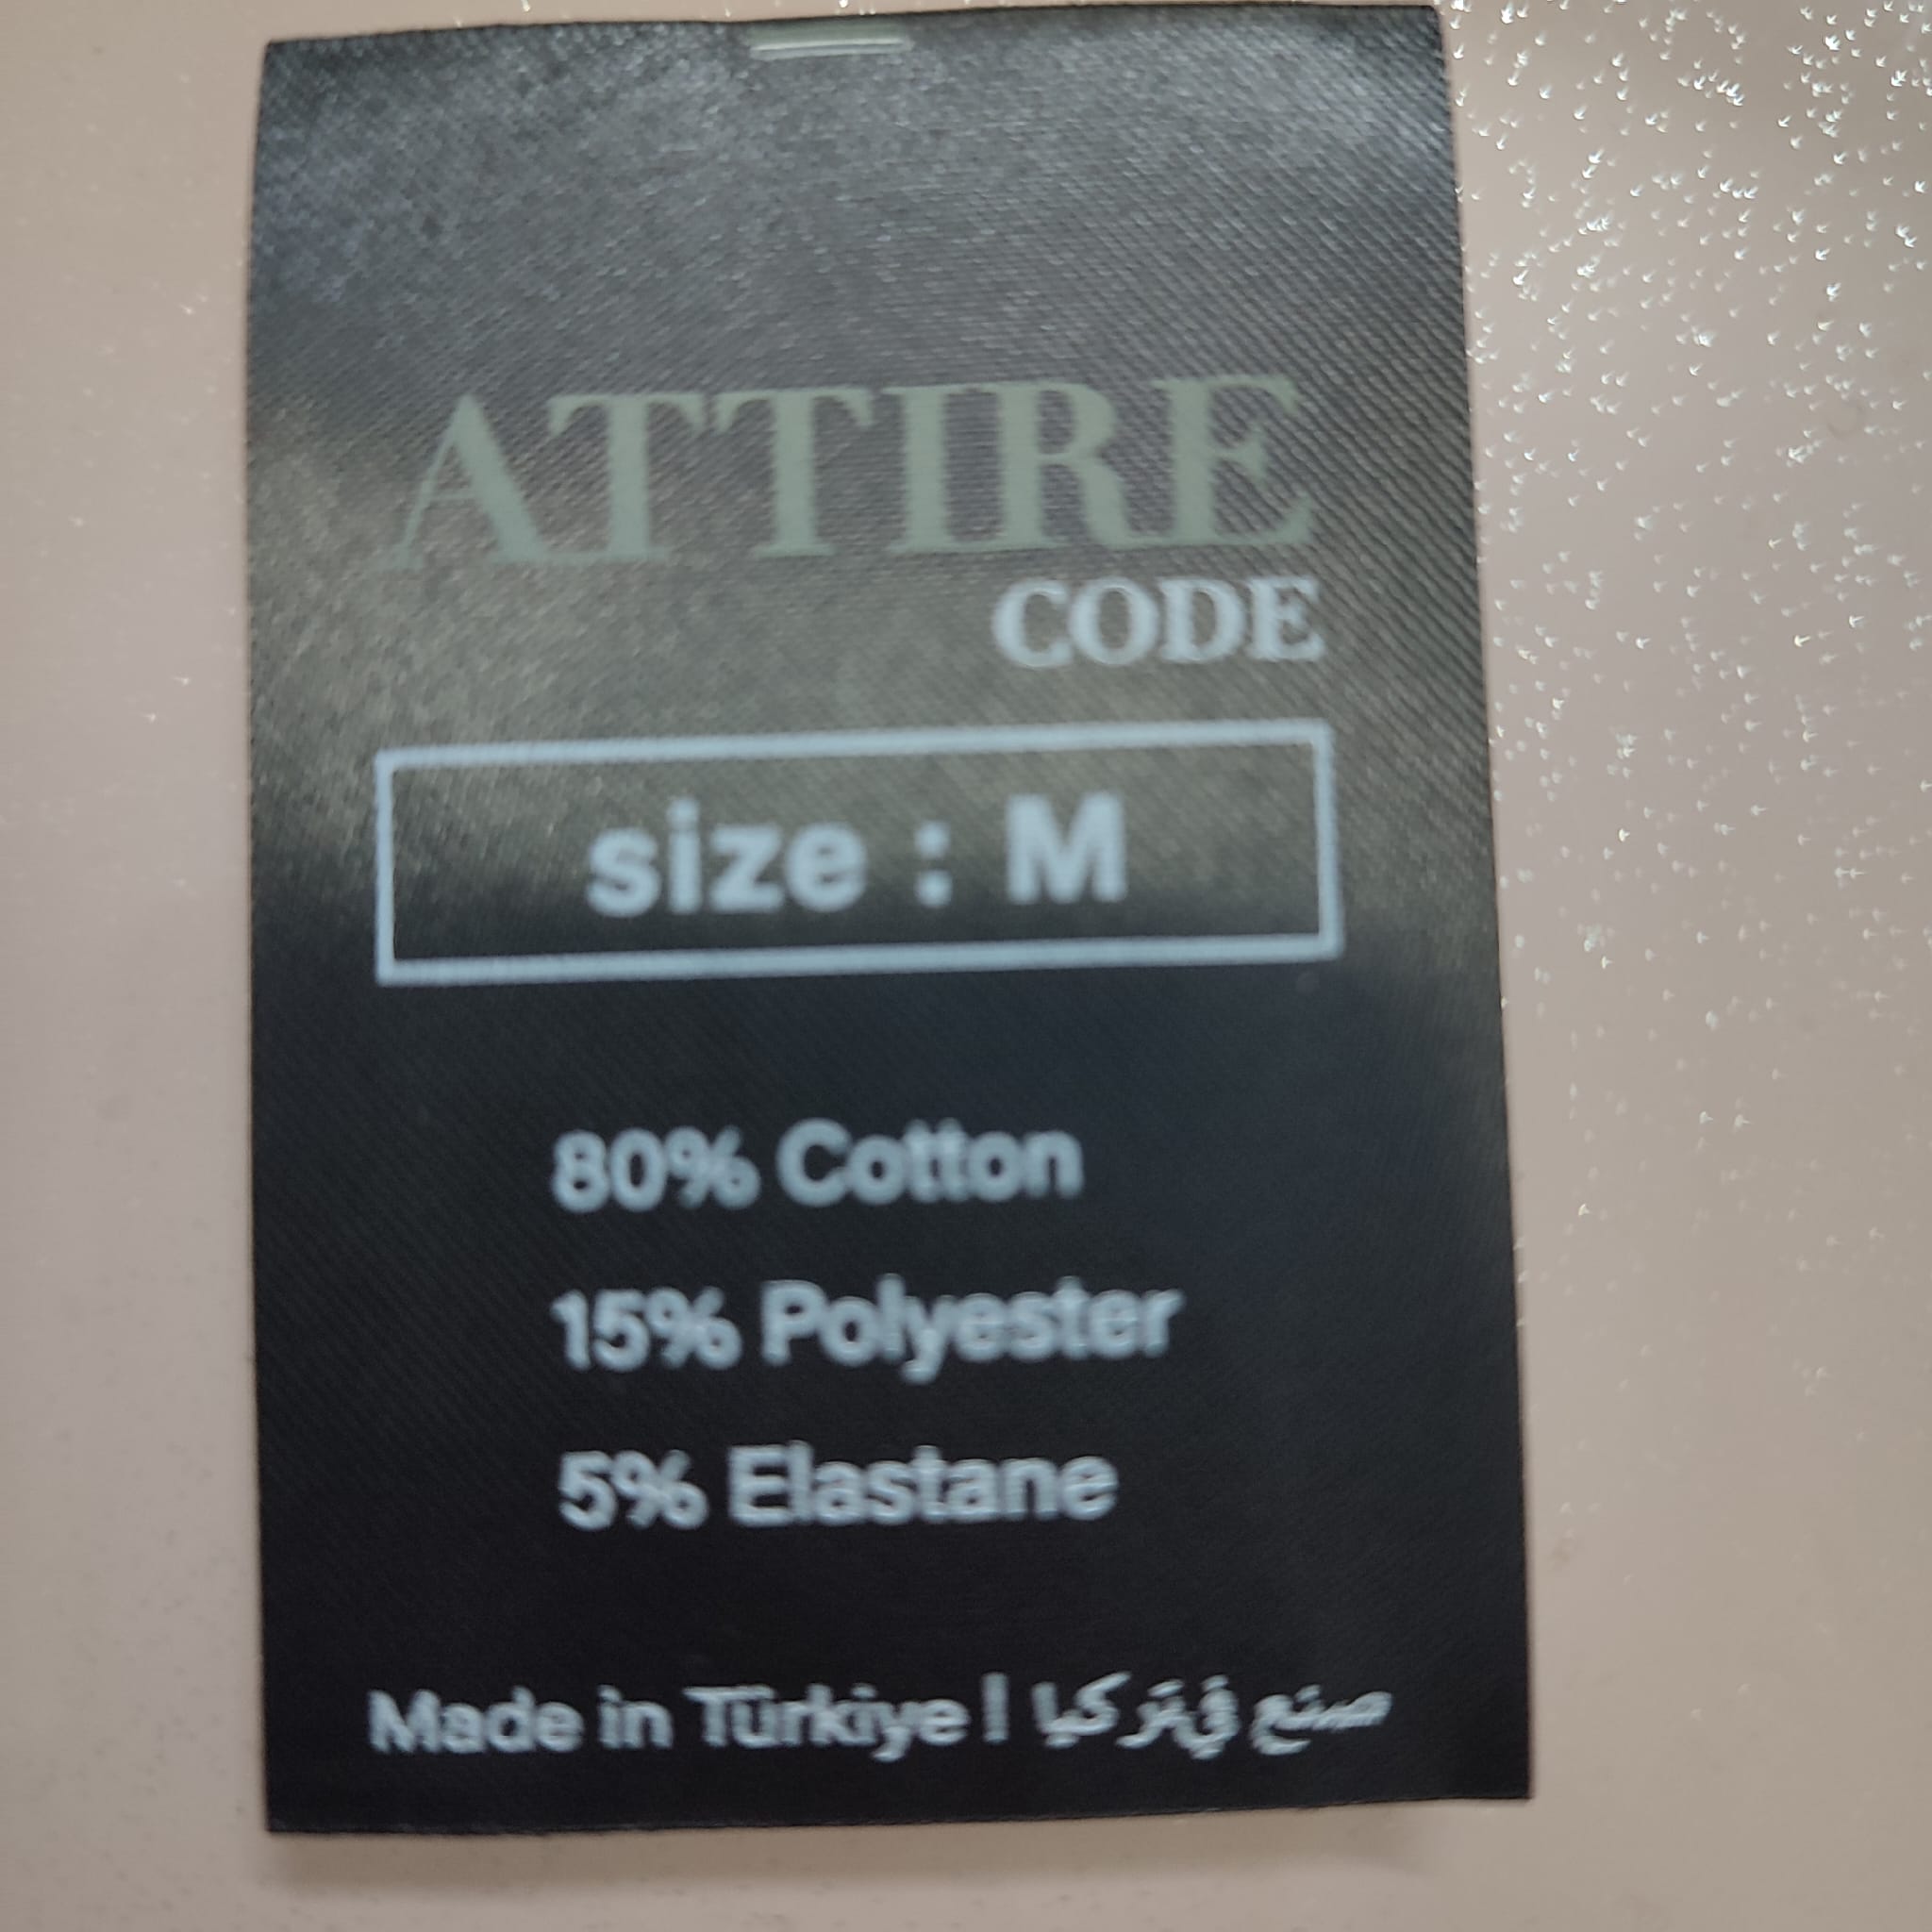 ATTIRE
CODE
size : M
80% Cotton
15% Polyester
5% Elastane
Made in Türkiye | صنع في تركيا